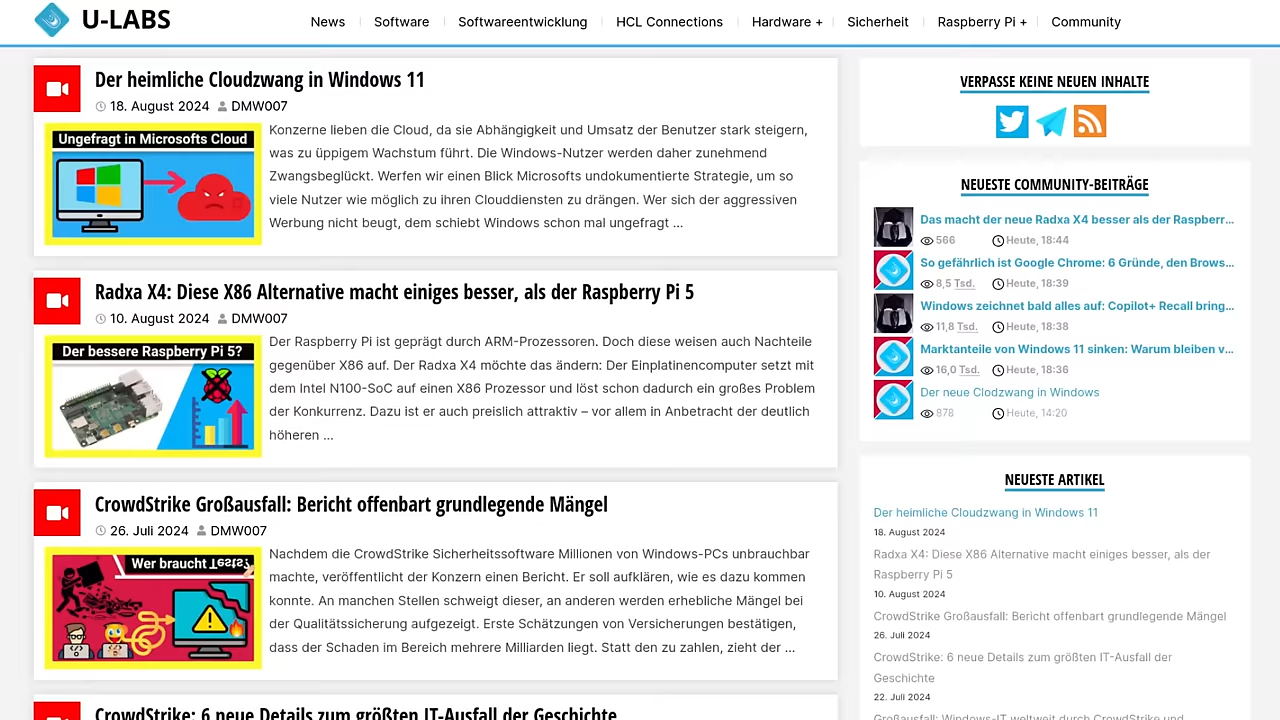 U-LABS
News
Software
Softwareentwicklung
HCL Connections
Hardware +
Sicherheit
Raspberry Pi +
Community
Der heimliche Cloudzwang in Windows 11
18. August 2024 DMW007
Ungefragt in Microsofts Cloud
Konzerne lieben die Cloud, da sie Abhängigkeit und Umsatz der Benutzer stark steigern,
was zu üppigem Wachstum führt. Die Windows-Nutzer werden daher zunehmend
Zwangsbeglückt. Werfen wir einen Blick Microsofts undokumentierte Strategie, um so
viele Nutzer wie möglich zu ihren Clouddiensten zu drängen. Wer sich der aggressiven
Werbung nicht beugt, dem schiebt Windows schon mal ungefragt ...
Radxa X4: Diese X86 Alternative macht einiges besser, als der Raspberry Pi 5
10. August 2024 DMW007
Der bessere Raspberry Pi 5?
Der Raspberry Pi ist geprägt durch ARM-Prozessoren. Doch diese weisen auch Nachteile
gegenüber X86 auf. Der Radxa X4 möchte das ändern: Der Einplatinencomputer setzt mit
dem Intel N100-SoC auf einen X86 Prozessor und löst schon dadurch ein großes Problem
der Konkurrenz. Dazu ist er auch preislich attraktiv – vor allem in Anbetracht der deutlich
höheren ...
CrowdStrike Großausfall: Bericht offenbart grundlegende Mängel
26. Juli 2024 DMW007
Wer braucht Tests?
Nachdem die CrowdStrike Sicherheitssoftware Millionen von Windows-PCs unbrauchbar
machte, veröffentlicht der Konzern einen Bericht. Er soll aufklären, wie es dazu kommen
konnte. An manchen Stellen schweigt dieser, an anderen werden erhebliche Mängel bei
der Qualitätssicherung aufgezeigt. Erste Schätzungen von Versicherungen bestätigen,
dass der Schaden im Bereich mehrere Milliarden liegt. Statt den zu zahlen, zieht der ...
CrowdStrike: 6 neue Details zum größten IT-Ausfall der Geschichte
VERPASSE KEINE NEUEN INHALTE
NEUESTE COMMUNITY-BEITRÄGE
Das macht der neue Radxa X4 besser als der Raspberr...
566 Heute, 18:44
So gefährlich ist Google Chrome: 6 Gründe, den Brows...
8,5 Tsd. Heute, 18:39
Windows zeichnet bald alles auf: Copilot+ Recall bring...
11,8 Tsd. Heute, 18:38
Marktanteile von Windows 11 sinken: Warum bleiben v...
16,0 Tsd. Heute, 18:36
Der neue Clodzwang in Windows
878 Heute, 14:20
NEUESTE ARTIKEL
Der heimliche Cloudzwang in Windows 11
18. August 2024
Radxa X4: Diese X86 Alternative macht einiges besser, als der
Raspberry Pi 5
10. August 2024
CrowdStrike Großausfall: Bericht offenbart grundlegende Mängel
26. Juli 2024
CrowdStrike: 6 neue Details zum größten IT-Ausfall der
Geschichte
22. Juli 2024
Großausfall: Windows-IT weltweit durch CrowdStrike und